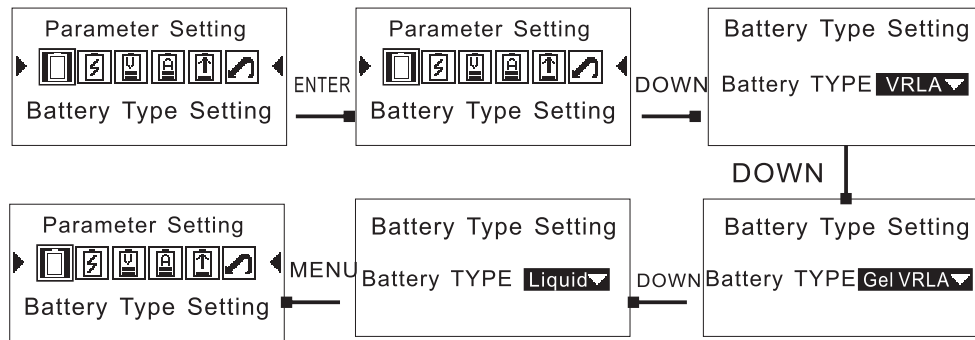 Parameter Setting
Battery Type Setting
ENTER
Parameter Setting
Battery Type Setting
DOWN
Battery Type Setting
Battery TYPE VRLA
DOWN
Battery Type Setting
Battery TYPE Gel VRLA
DOWN
Battery Type Setting
Battery TYPE Liquid
MENU
Parameter Setting
Battery Type Setting